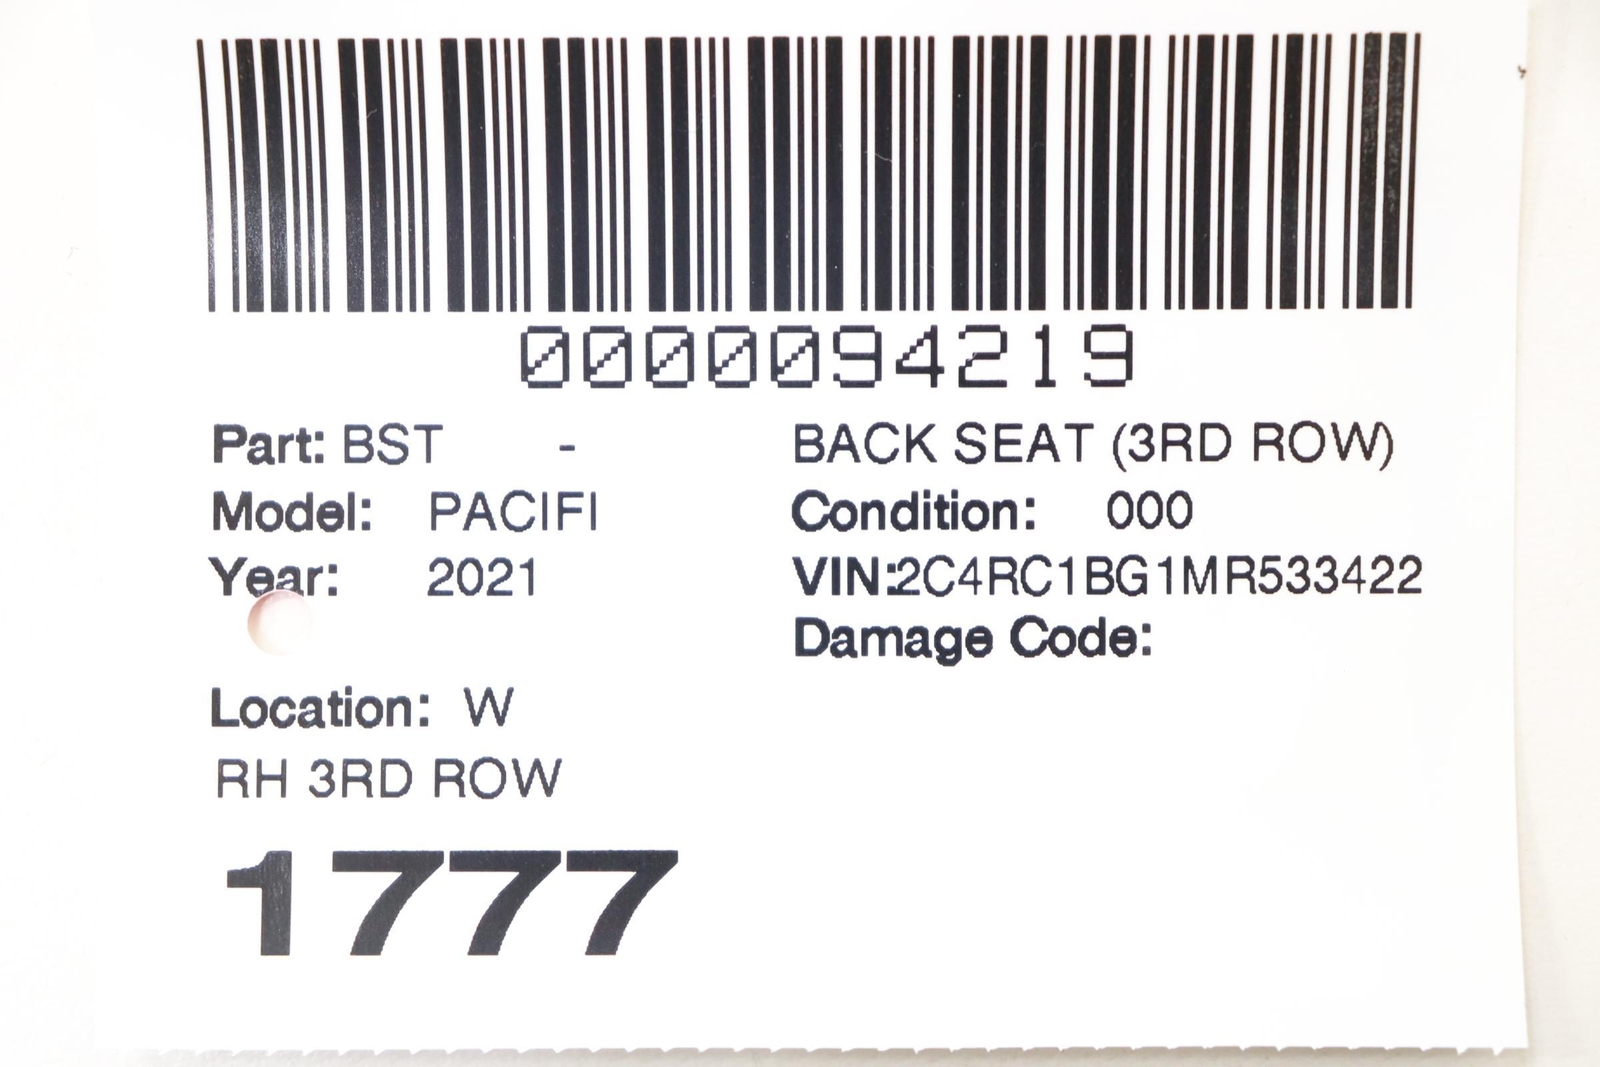 0000094219
Part: BST - BACK SEAT (3RD ROW)
Model: PACIFI Condition: 000
Year: 2021 VIN:2C4RC1BG1MR533422
Damage Code:
Location: W
RH 3RD ROW
1777